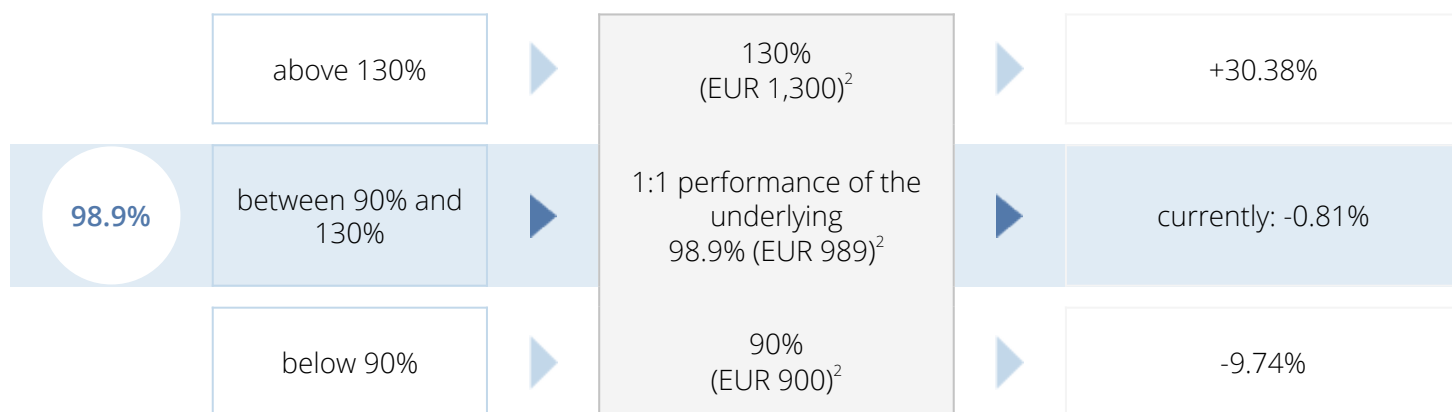 above 130%
130%
(EUR 1,300)²
+30.38%
98.9%
between 90% and
130%
1:1 performance of the
underlying
98.9% (EUR 989)²
currently: -0.81%
below 90%
90%
(EUR 900)²
-9.74%